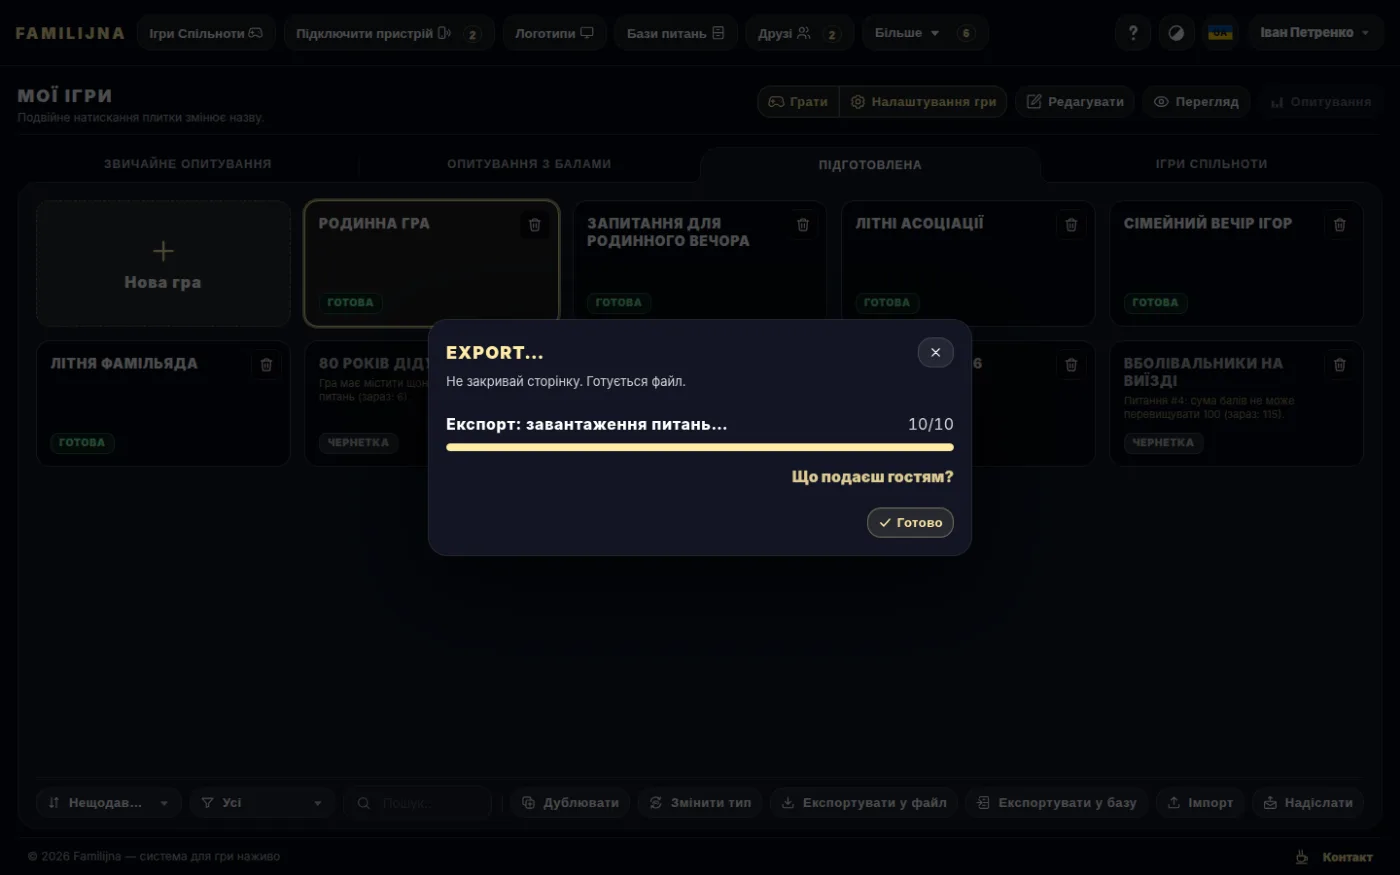 FAMILIJNA
Ігри Спільноти
Підключити пристрій 2
Логотипи
Бази питань
Друзі 2
Більше 6
?
Іван Петренко
МОЇ ІГРИ
Подвійне натискання плитки змінює назву.
Грати
Налаштування гри
Редагувати
Перегляд
Опитування
ЗВИЧАЙНЕ ОПИТУВАННЯ
ОПИТУВАННЯ З БАЛАМИ
ПІДГОТОВЛЕНА
ІГРИ СПІЛЬНОТИ
Нова гра
РОДИННА ГРА
ГОТОВА
ЗАПИТАННЯ ДЛЯ
РОДИННОГО ВЕЧОРА
ГОТОВА
ЛІТНІ АСОЦІАЦІЇ
ГОТОВА
СІМЕЙНИЙ ВЕЧІР ІГОР
ГОТОВА
ЛІТНЯ ФАМІЛЬЯДА
ГОТОВА
80 РОКІВ
Гра має містити
питань (зараз: 6).
ЧЕРНЕТКА
6
ВБОЛІВАЛЬНИКИ НА
ВИЇЗДІ
Питання #4: сума балів не може
перевищувати 100 (зараз: 115).
ЧЕРНЕТКА
EXPORT...
Не закривай сторінку. Готується файл.
Експорт: завантаження питань...
10/10
Що подаєш гостям?
Готово
Нещодав...
Усі
Пошук...
Дублювати
Змінити тип
Експортувати у файл
Експортувати у базу
Імпорт
Надіслати
© 2026 Familijna — система для гри наживо
Контакт